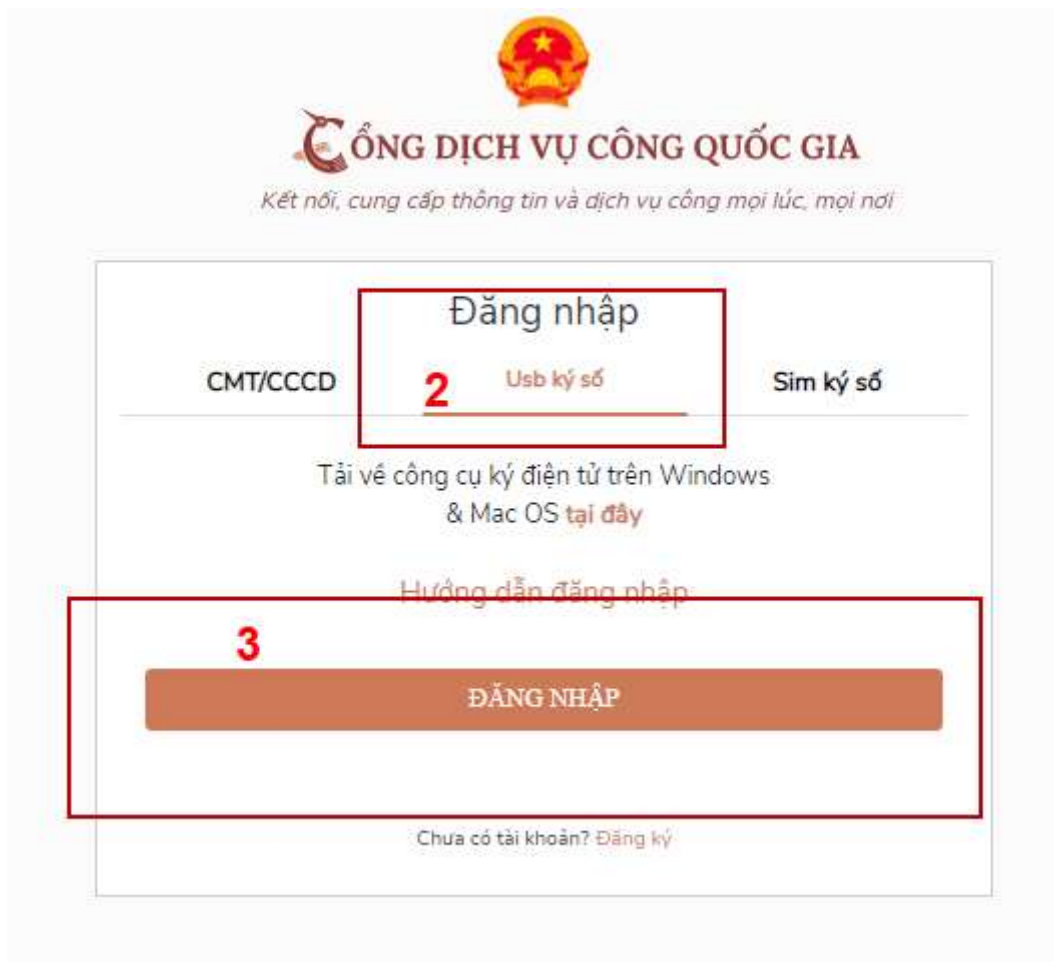 CỔNG DỊCH VỤ CÔNG QUỐC GIA
Kết nối, cung cấp thông tin và dịch vụ công mọi lúc, mọi nơi
Đăng nhập
CMT/CCCD 2 Usb ký số Sim ký số
Tải về công cụ ký điện tử trên Windows
& Mac OS tại đây
Hướng dẫn đăng nhập
3
ĐĂNG NHẬP
Chưa có tài khoản? Đăng ký